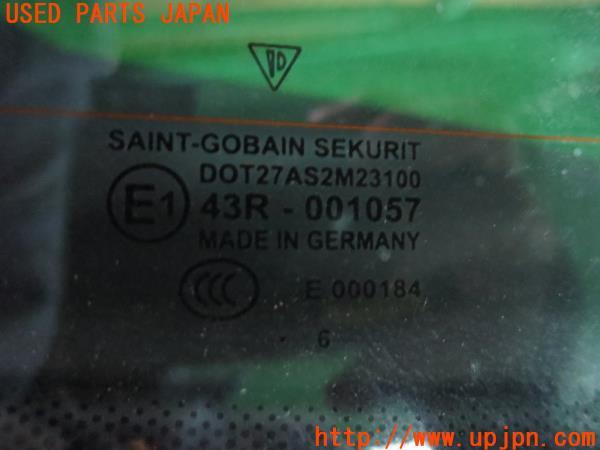 USED PARTS JAPAN
SAINT-GOBAIN SEKURIT
DOT27AS2M23100
E1 43R - 001057
MADE IN GERMANY
CCC E 000184
. 6
http://www.upjpn.com